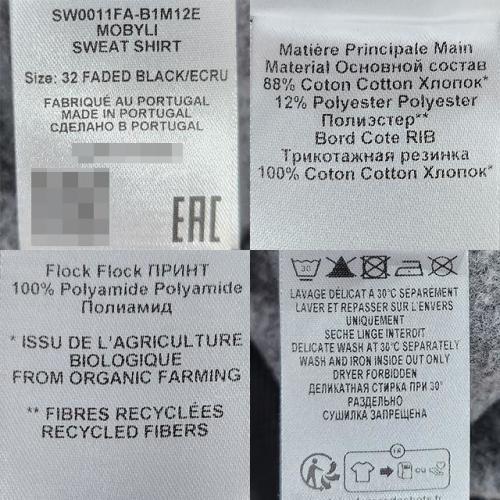 SW0011FA-B1M12E
MOBYLI
SWEAT SHIRT
Size: 32 FADED BLACK/ECRU
FABRIQUÉ AU PORTUGAL
MADE IN PORTUGAL
СДЕЛАНО В PORTUGAL
EAC
Matière Principale Main
Material Основной состав
88% Coton Cotton Хлопок*
12% Polyester Polyester
Полиэстер**
Bord Cote RIB
Трикотажная резинка
100% Coton Cotton Хлопок*
Flock Flock ПРИНТ
100% Polyamide Polyamide
Полиамид
* ISSU DE L'AGRICULTURE
BIOLOGIQUE
FROM ORGANIC FARMING
** FIBRES RECYCLÉES
RECYCLED FIBERS
30
LAVAGE DÉLICAT A 30°C SEPAREMENT
LAVER ET REPASSER SUR L'ENVERS
UNIQUEMENT
SECHE LINGE INTERDIT
DELICATE WASH AT 30°C SEPARATELY
WASH AND IRON INSIDE OUT ONLY
DRYER FORBIDDEN
ДЕЛИКАТНАЯ СТИРКА ПРИ 30°
РАЗДЕЛЬНО
СУШИЛКА ЗАПРЕЩЕНА
FR
OU